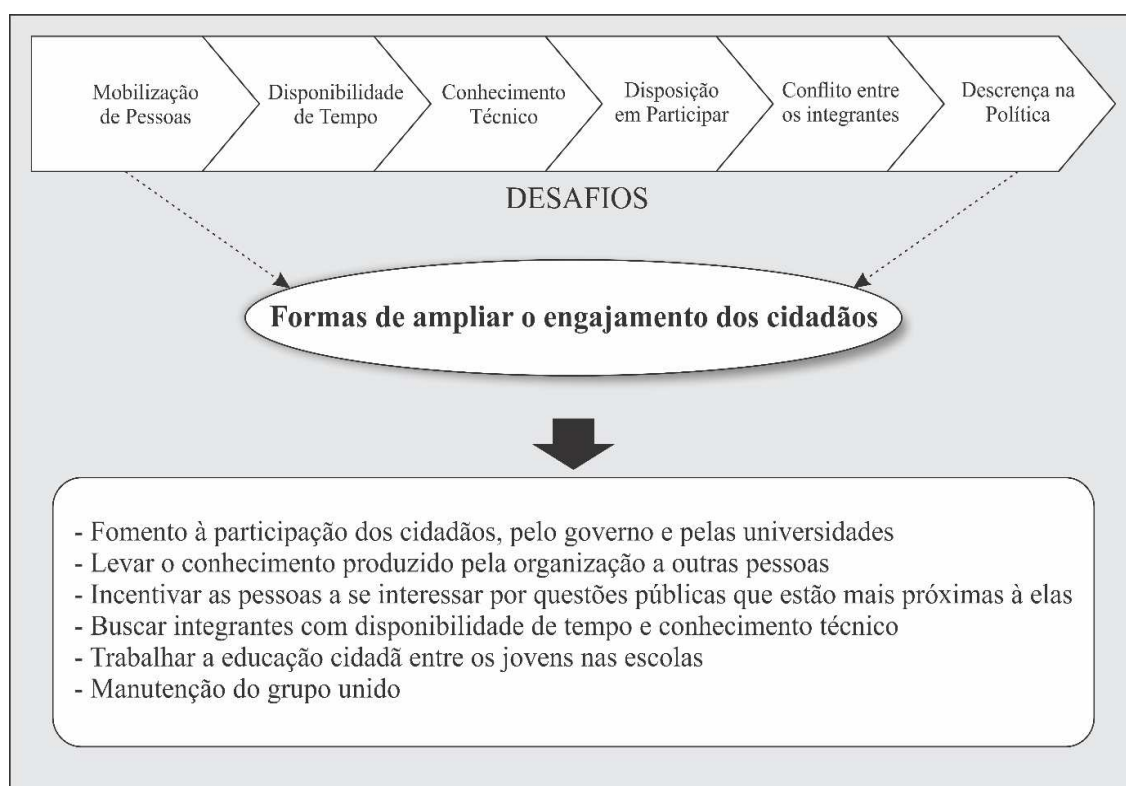 Mobilização
de Pessoas
Disponibilidade
de Tempo
Conhecimento
Técnico
Disposição
em Participar
Conflito entre
os integrantes
Descrença na
Política
DESAFIOS
Formas de ampliar o engajamento dos cidadãos
- Fomento à participação dos cidadãos, pelo governo e pelas universidades
- Levar o conhecimento produzido pela organização a outras pessoas
- Incentivar as pessoas a se interessar por questões públicas que estão mais próximas à elas
- Buscar integrantes com disponibilidade de tempo e conhecimento técnico
- Trabalhar a educação cidadã entre os jovens nas escolas
- Manutenção do grupo unido